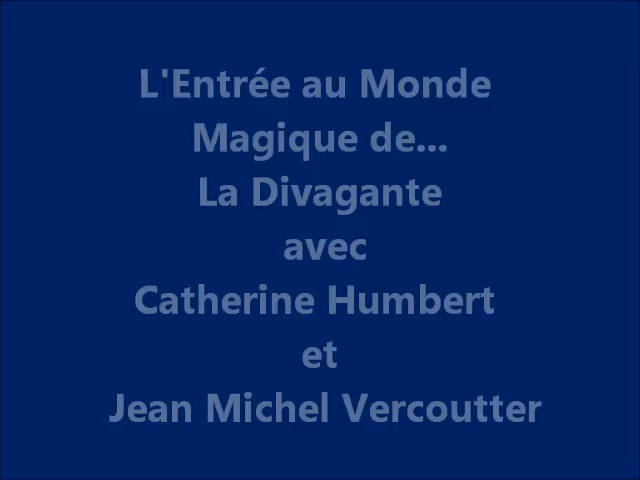 L'Entrée au Monde
Magique de...
La Divagante
avec
Catherine Humbert
et
Jean Michel Vercoutter